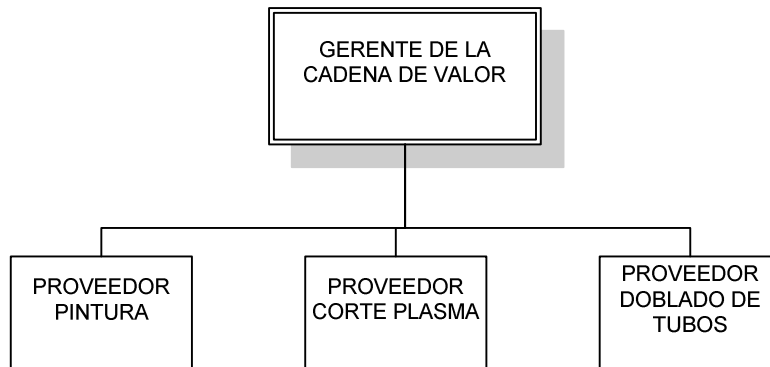 GERENTE DE LA
CADENA DE VALOR
PROVEEDOR
PINTURA
PROVEEDOR
CORTE PLASMA
PROVEEDOR
DOBLADO DE
TUBOS